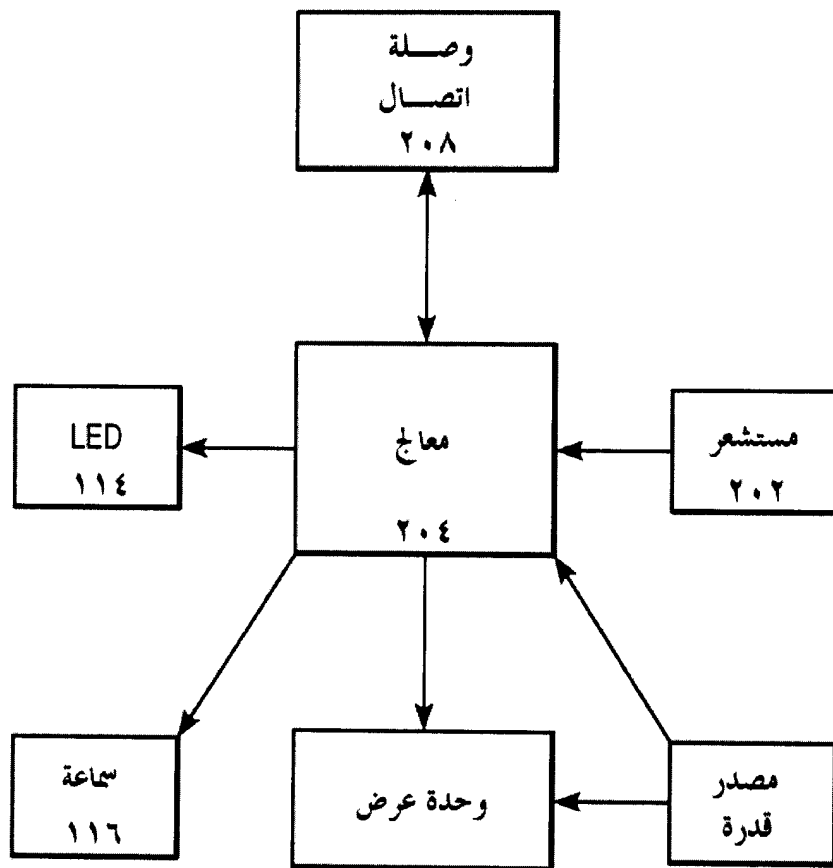 وصلة
اتصال
٢٠٨
معالج
٢٠٤
مستشعر
٢٠٢
LED
١١٤
سماعة
١١٦
وحدة عرض
مصدر
قدرة